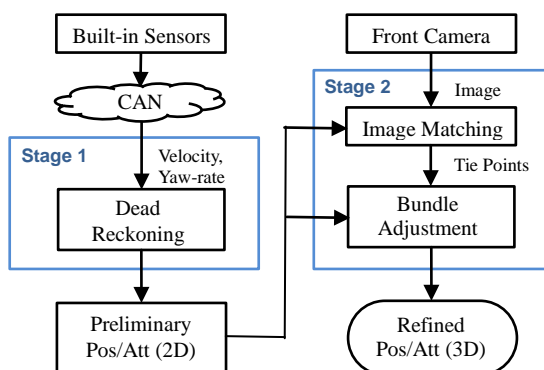 Built-in Sensors
CAN
Stage 1
Velocity,
Yaw-rate
Dead
Reckoning
Preliminary
Pos/Att (2D)
Front Camera
Stage 2
Image
Image Matching
Tie Points
Bundle
Adjustment
Refined
Pos/Att (3D)